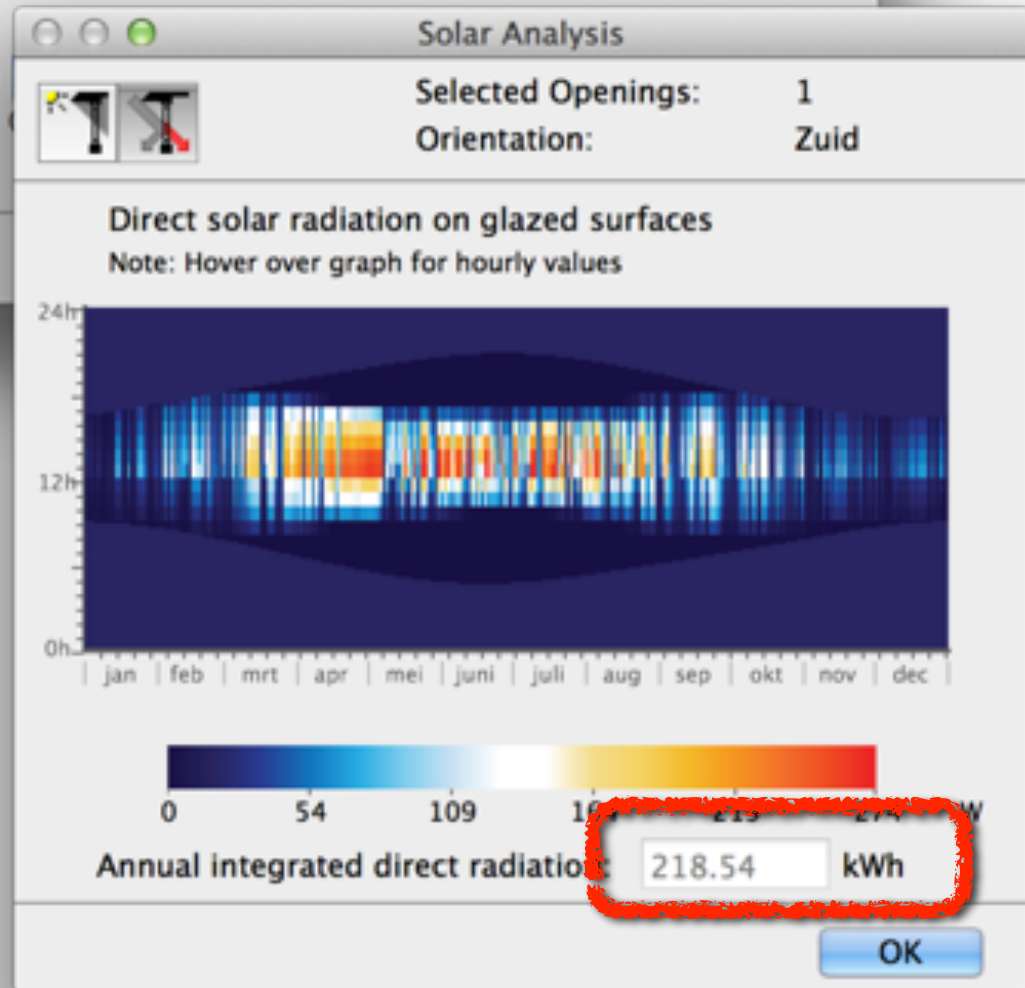 Solar Analysis
Selected Openings: 1
Orientation: Zuid
Direct solar radiation on glazed surfaces
Note: Hover over graph for hourly values
24h
12h
0h
jan feb mrt apr mei juni juli aug sep okt nov dec
0 54 109 W
Annual integrated direct radiation: 218.54 kWh
OK